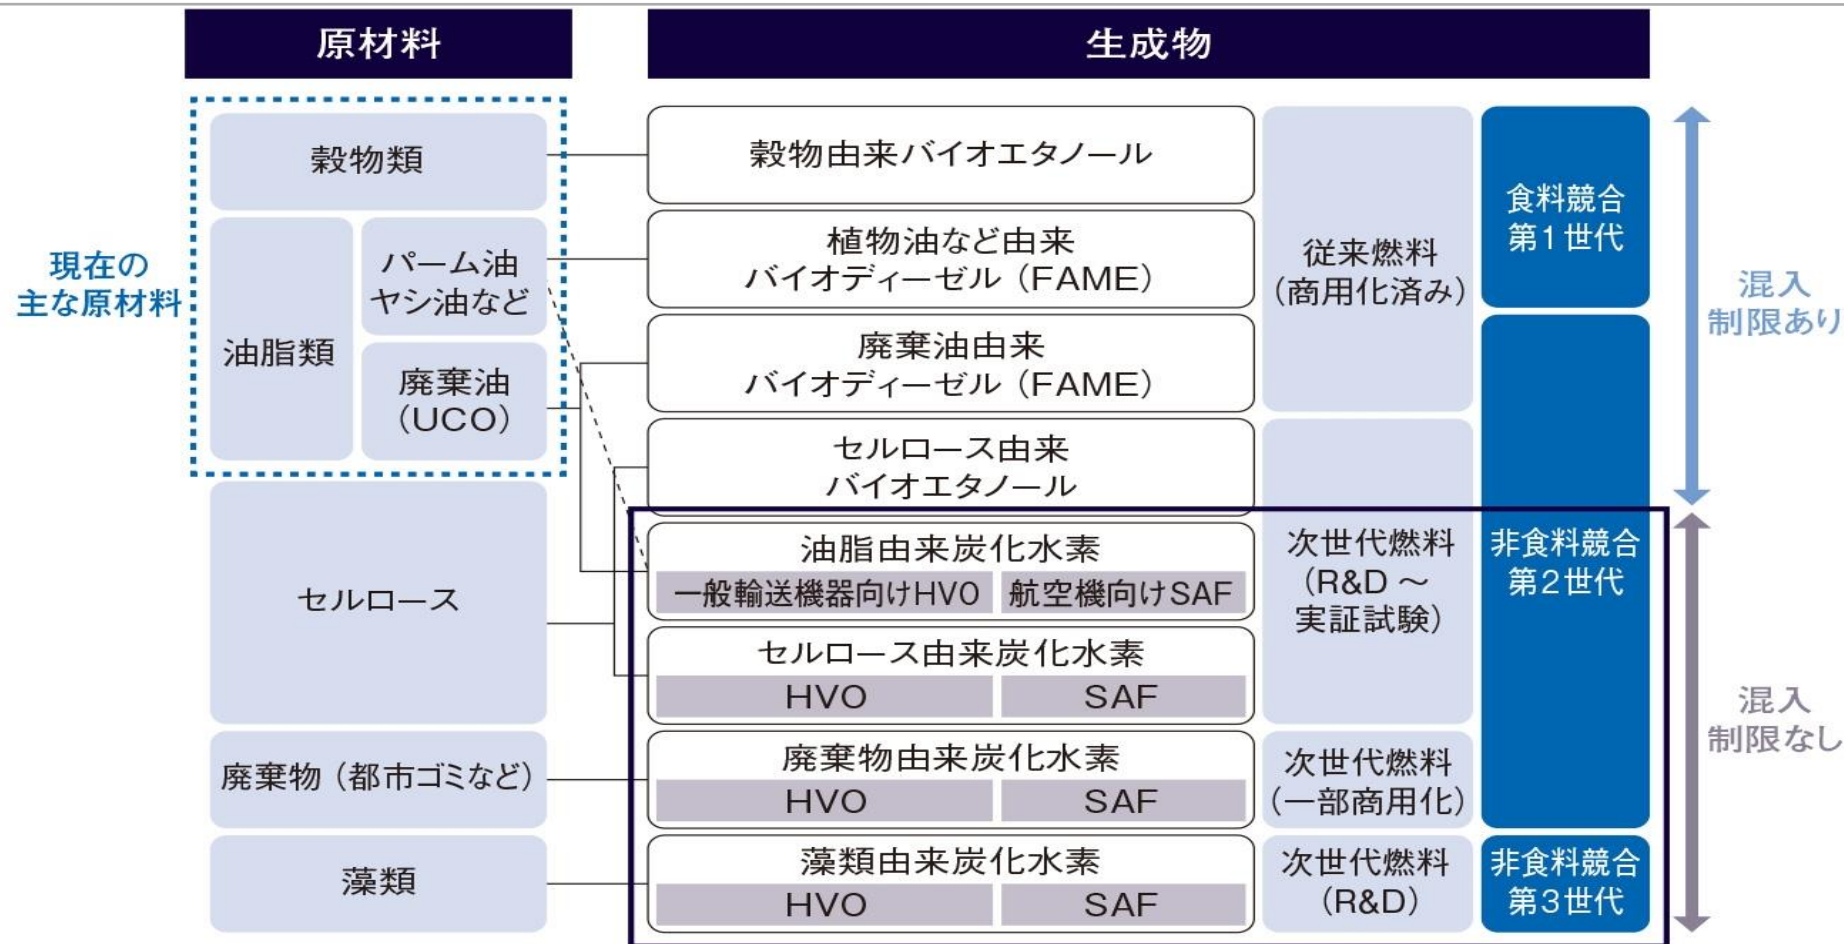 原材料
生成物
現在の
主な原材料
穀物類
油脂類
パーム油
ヤシ油など
廃棄油
（UCO）
セルロース
廃棄物（都市ゴミなど）
藻類
穀物由来バイオエタノール
植物油など由来
バイオディーゼル（FAME）
廃棄油由来
バイオディーゼル（FAME）
セルロース由来
バイオエタノール
油脂由来炭化水素
一般輸送機器向けHVO
航空機向けSAF
セルロース由来炭化水素
HVO
SAF
廃棄物由来炭化水素
HVO
SAF
藻類由来炭化水素
HVO
SAF
従来燃料
（商用化済み）
次世代燃料
（R&D～
実証試験）
次世代燃料
（一部商用化）
次世代燃料
（R&D）
食料競合
第1世代
非食料競合
第2世代
非食料競合
第3世代
混入
制限あり
混入
制限なし